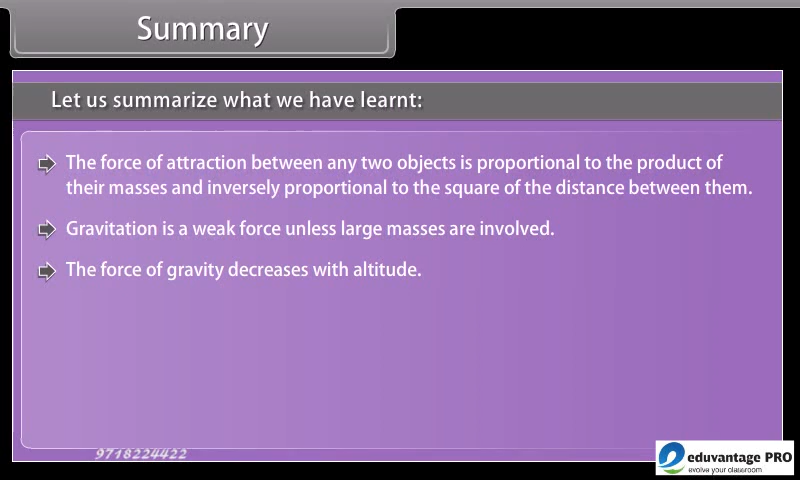 Summary
Let us summarize what we have learnt:
The force of attraction between any two objects is proportional to the product of
their masses and inversely proportional to the square of the distance between them.
Gravitation is a weak force unless large masses are involved.
The force of gravity decreases with altitude.
9718224422
eduvantage PRO
evolve your classroom